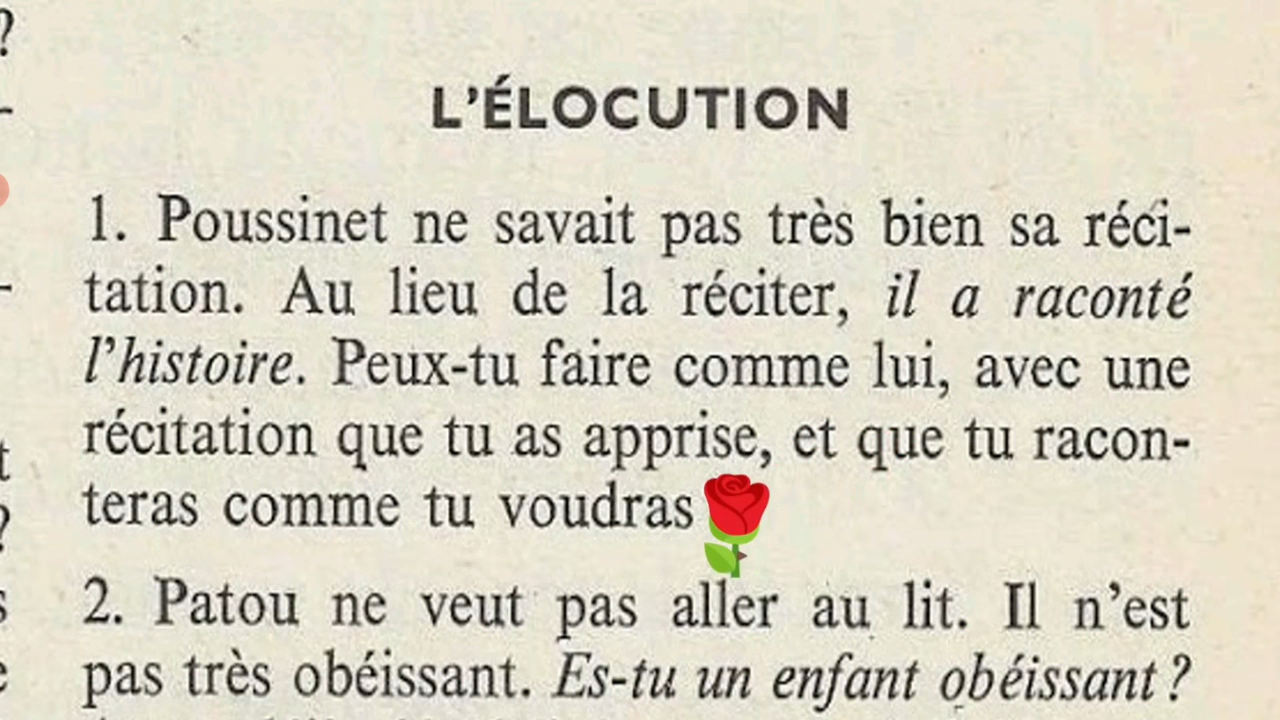 L'ÉLOCUTION
1. Poussinet ne savait pas très bien sa réci-
tation. Au lieu de la réciter, il a raconté
l'histoire. Peux-tu faire comme lui, avec une
récitation que tu as apprise, et que tu racon-
teras comme tu voudras
2. Patou ne veut pas aller au lit. Il n'est
pas très obéissant. Es-tu un enfant obéissant ?